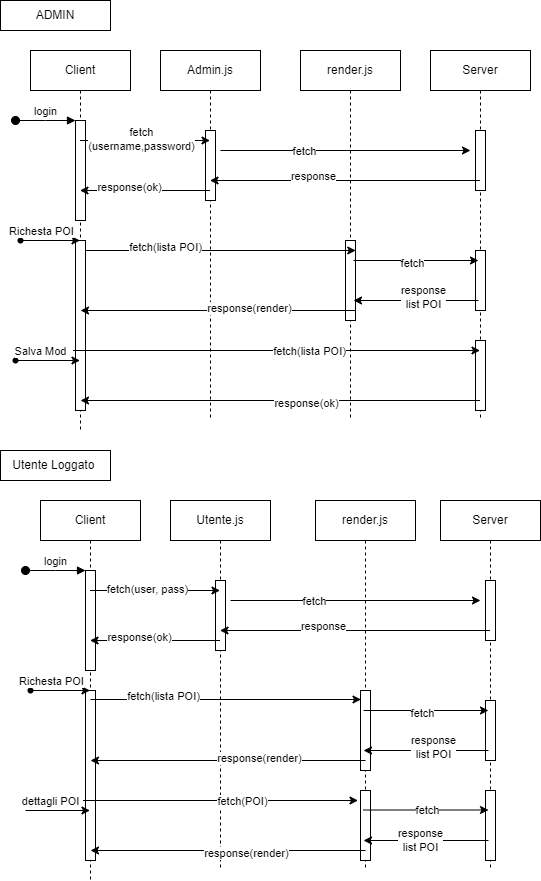 ADMIN
Client
Admin.js
render.js
Server
login
fetch
(username,password)
fetch
response
response(ok)
Richesta POI
fetch(lista POI)
fetch
response
list POI
response(render)
Salva Mod
fetch(lista POI)
response(ok)
Utente Loggato
Client
Utente.js
render.js
Server
login
fetch(user, pass)
fetch
response
response(ok)
Richesta POI
fetch(lista POI)
fetch
response
list POI
response(render)
dettagli POI
fetch(POI)
fetch
response
list POI
response(render)